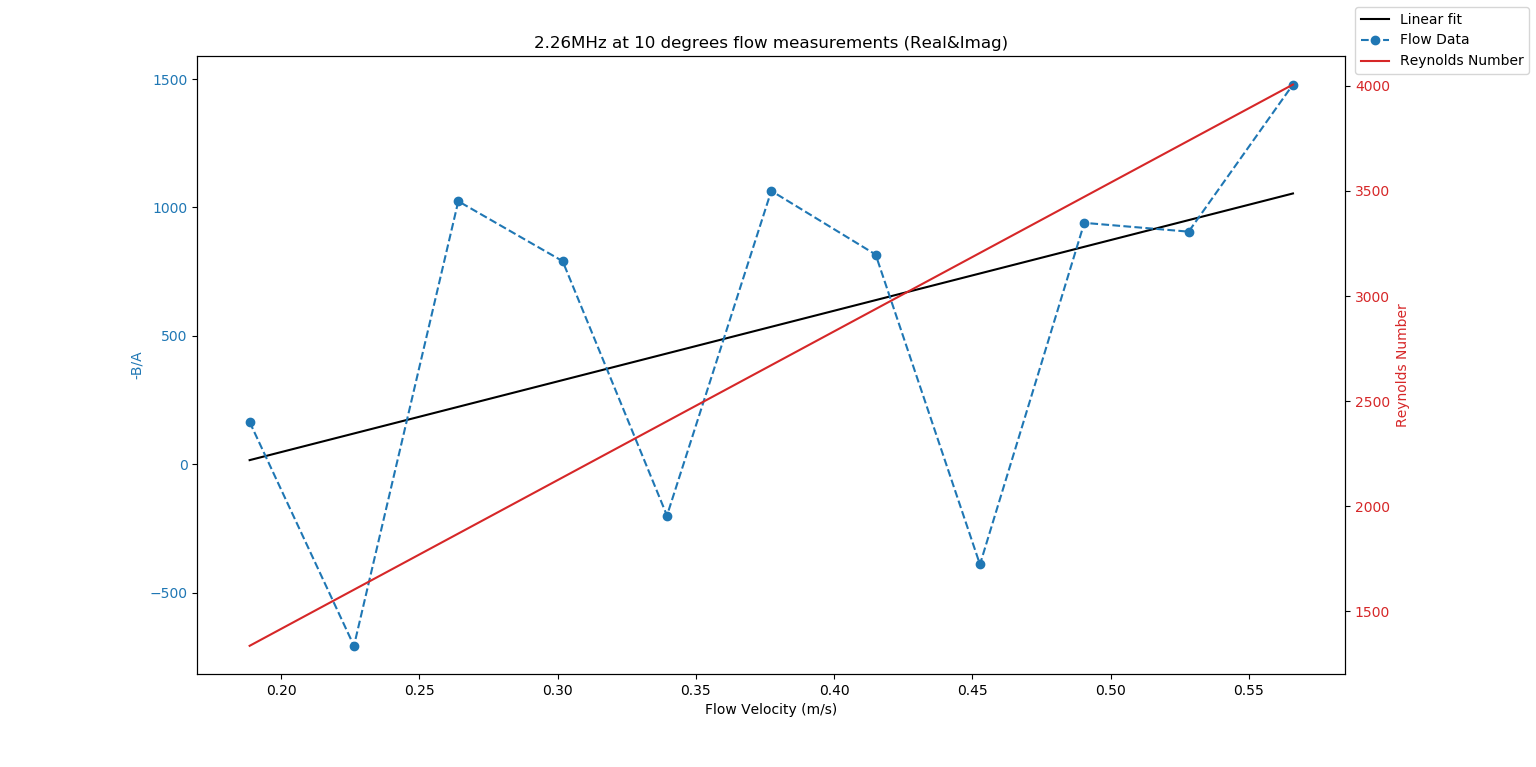 2.26MHz at 10 degrees flow measurements (Real&Imag)
Linear fit
Flow Data
Reynolds Number
1500
1000
500
0
−500
-B/A
4000
3500
3000
2500
2000
1500
Reynolds Number
0.20 0.25 0.30 0.35 0.40 0.45 0.50 0.55
Flow Velocity (m/s)